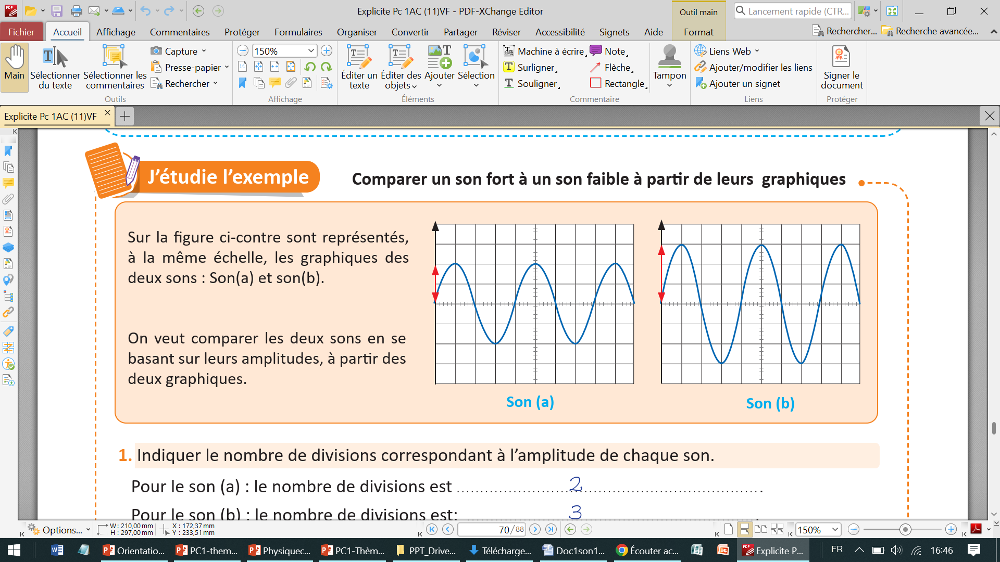 Explicite Pc 1AC (11)VF - PDF-XChange Editor
Outil main
Lancement rapide (CTR...
Fichier Accueil Affichage Commentaires Protéger Formulaires Organiser Convertir Partager Réviser Accessibilité Signets Aide Format Rechercher... Recherche avancée...
Main
Sélectionner du texte
Sélectionner les commentaires
Capture
Presse-papier
Rechercher
Outils
150%
Affichage
Éditer un texte
Éditer des objets
Ajouter
Sélection
Éléments
Machine à écrire
Surligner
Souligner
Note
Flèche
Rectangle
Tampon
Commentaire
Liens Web
Ajouter/modifier les liens
Ajouter un signet
Liens
Signer le document
Protéger
Explicite Pc 1AC (11)VF
J'étudie l'exemple
Comparer un son fort à un son faible à partir de leurs graphiques
Sur la figure ci-contre sont représentés,
à la même échelle, les graphiques des
deux sons : Son(a) et son(b).
On veut comparer les deux sons en se
basant sur leurs amplitudes, à partir des
deux graphiques.
Son (a)
Son (b)
1. Indiquer le nombre de divisions correspondant à l'amplitude de chaque son.
Pour le son (a) : le nombre de divisions est 2 .
Pour le son (b) : le nombre de divisions est: 3 .
Options...
W : 210,00 mm
H : 297,00 mm
X : 172,37 mm
Y : 233,51 mm
70 / 88
150%
Orientatio... PC1-them... Physiquec... PC1-Thèm... PPT_Drive... Télécharge... Doc1son1... Écouter ac... Explicite P... FR 16:46